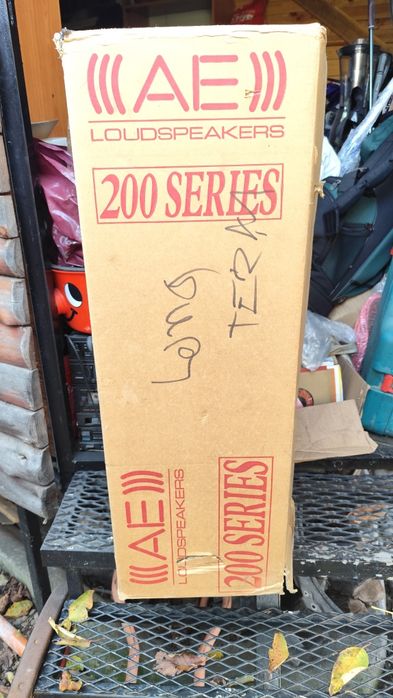 AE
LOUDSPEAKERS
200 SERIES
Long
TERM
AE
LOUDSPEAKERS
200 SERIES